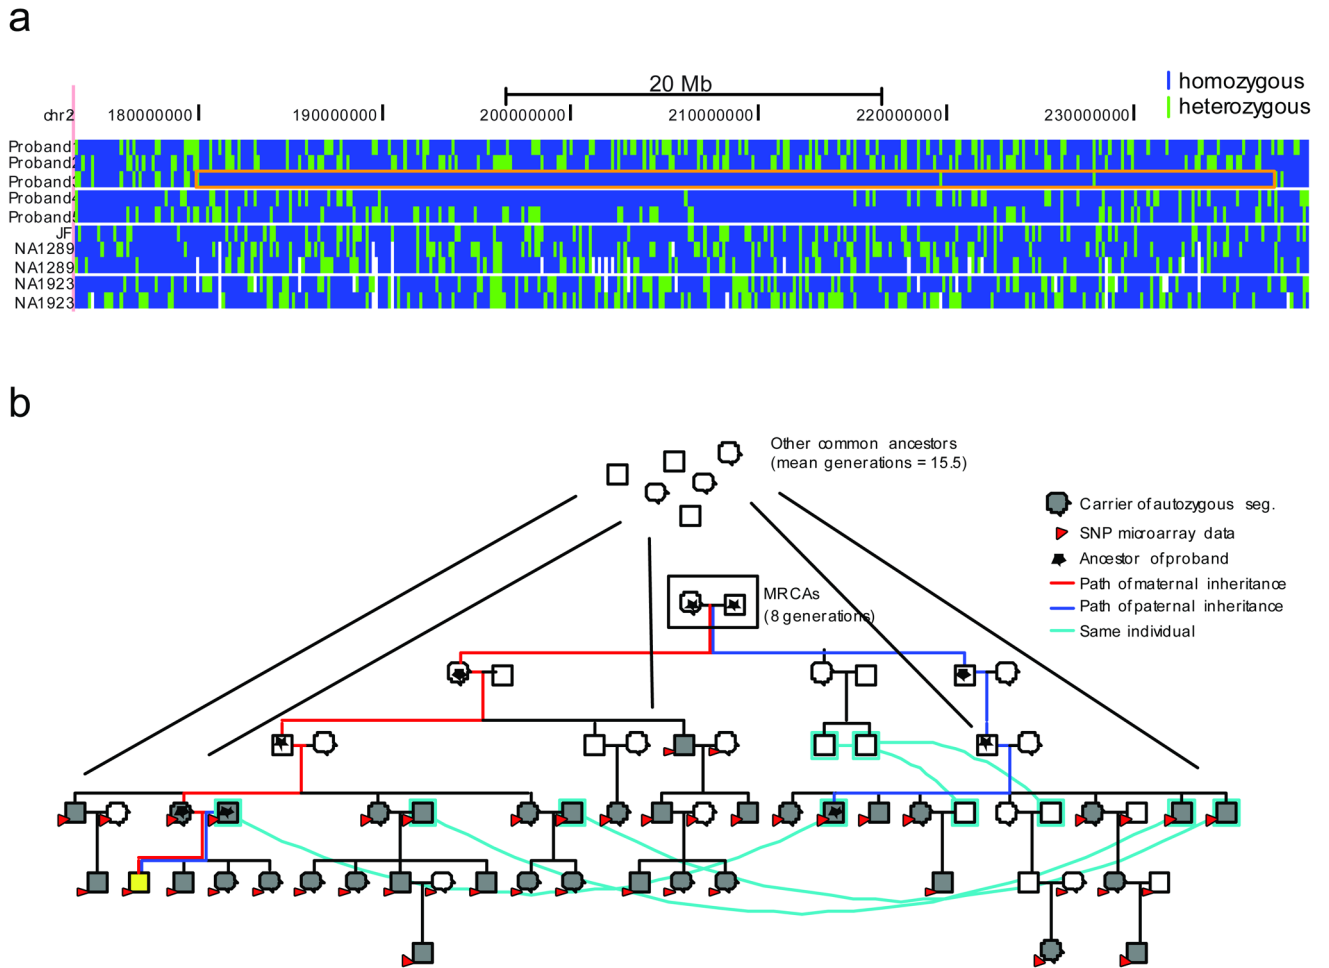 a
20 Mb
homozygous
heterozygous
chr2
180000000
190000000
200000000
210000000
220000000
230000000
Proband1
Proband2
Proband3
Proband4
Proband5
JF
NA1289
NA1289
NA1923
NA1923
b
Other common ancestors
(mean generations = 15.5)
Carrier of autozygous seg.
SNP microarray data
Ancestor of proband
Path of maternal inheritance
Path of paternal inheritance
Same individual
MRCAs
(8 generations)